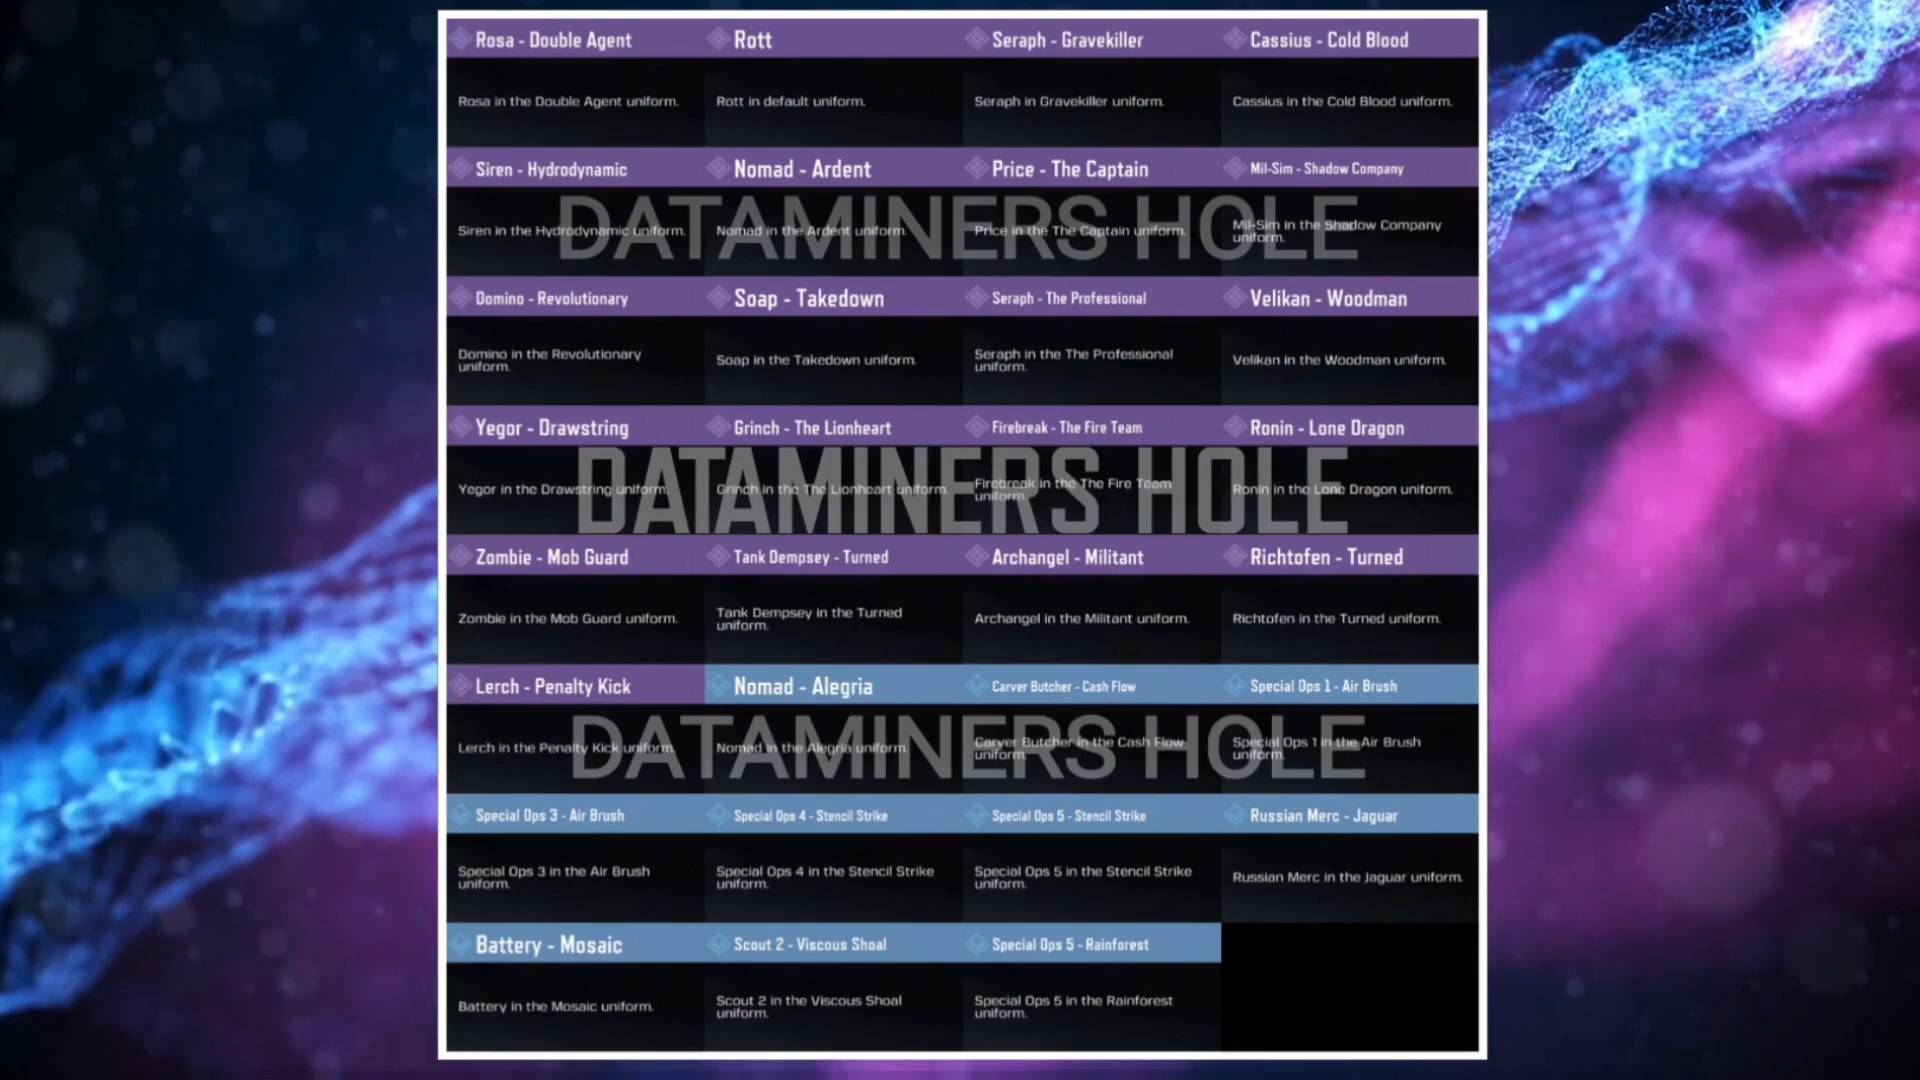 Rosa - Double Agent
Rott
Seraph - Gravekiller
Cassius - Cold Blood
Rosa in the Double Agent uniform.
Rott in default uniform.
Seraph in Gravekiller uniform.
Cassius in the Cold Blood uniform.
Siren - Hydrodynamic
Nomad - Ardent
Price - The Captain
Mil-Sim - Shadow Company
DATAMINERS HOLE
Siren in the Hydrodynamic uniform.
Nomad in the Ardent uniform.
Price in the The Captain uniform.
Mil-Sim in the Shadow Company
uniform.
Domino - Revolutionary
Soap - Takedown
Seraph - The Professional
Velikan - Woodman
Domino in the Revolutionary
uniform.
Soap in the Takedown uniform.
Seraph in the The Professional
uniform.
Velikan in the Woodman uniform.
Yegor - Drawstring
Grinch - The Lionheart
Firebreak - The Fire Team
Ronin - Lone Dragon
DATAMINERS HOLE
Yegor in the Drawstring uniform.
Grinch in the The Lionheart uniform.
Firebreak in the The Fire Team
uniform.
Ronin in the Lone Dragon uniform.
Zombie - Mob Guard
Tank Dempsey - Turned
Archangel - Militant
Richtofen - Turned
Zombie in the Mob Guard uniform.
Tank Dempsey in the Turned
uniform.
Archangel in the Militant uniform.
Richtofen in the Turned uniform.
Lerch - Penalty Kick
Nomad - Alegria
Carver Butcher - Cash Flow
Special Ops 1 - Air Brush
DATAMINERS HOLE
Lerch in the Penalty Kick uniform.
Nomad in the Alegria uniform.
Carver Butcher in the Cash Flow
uniform.
Special Ops 1 in the Air Brush
uniform.
Special Ops 3 - Air Brush
Special Ops 4 - Stencil Strike
Special Ops 5 - Stencil Strike
Russian Merc - Jaguar
Special Ops 3 in the Air Brush
uniform.
Special Ops 4 in the Stencil Strike
uniform.
Special Ops 5 in the Stencil Strike
uniform.
Russian Merc in the Jaguar uniform.
Battery - Mosaic
Scout 2 - Viscous Shoal
Special Ops 5 - Rainforest
Battery in the Mosaic uniform.
Scout 2 in the Viscous Shoal
uniform.
Special Ops 5 in the Rainforest
uniform.